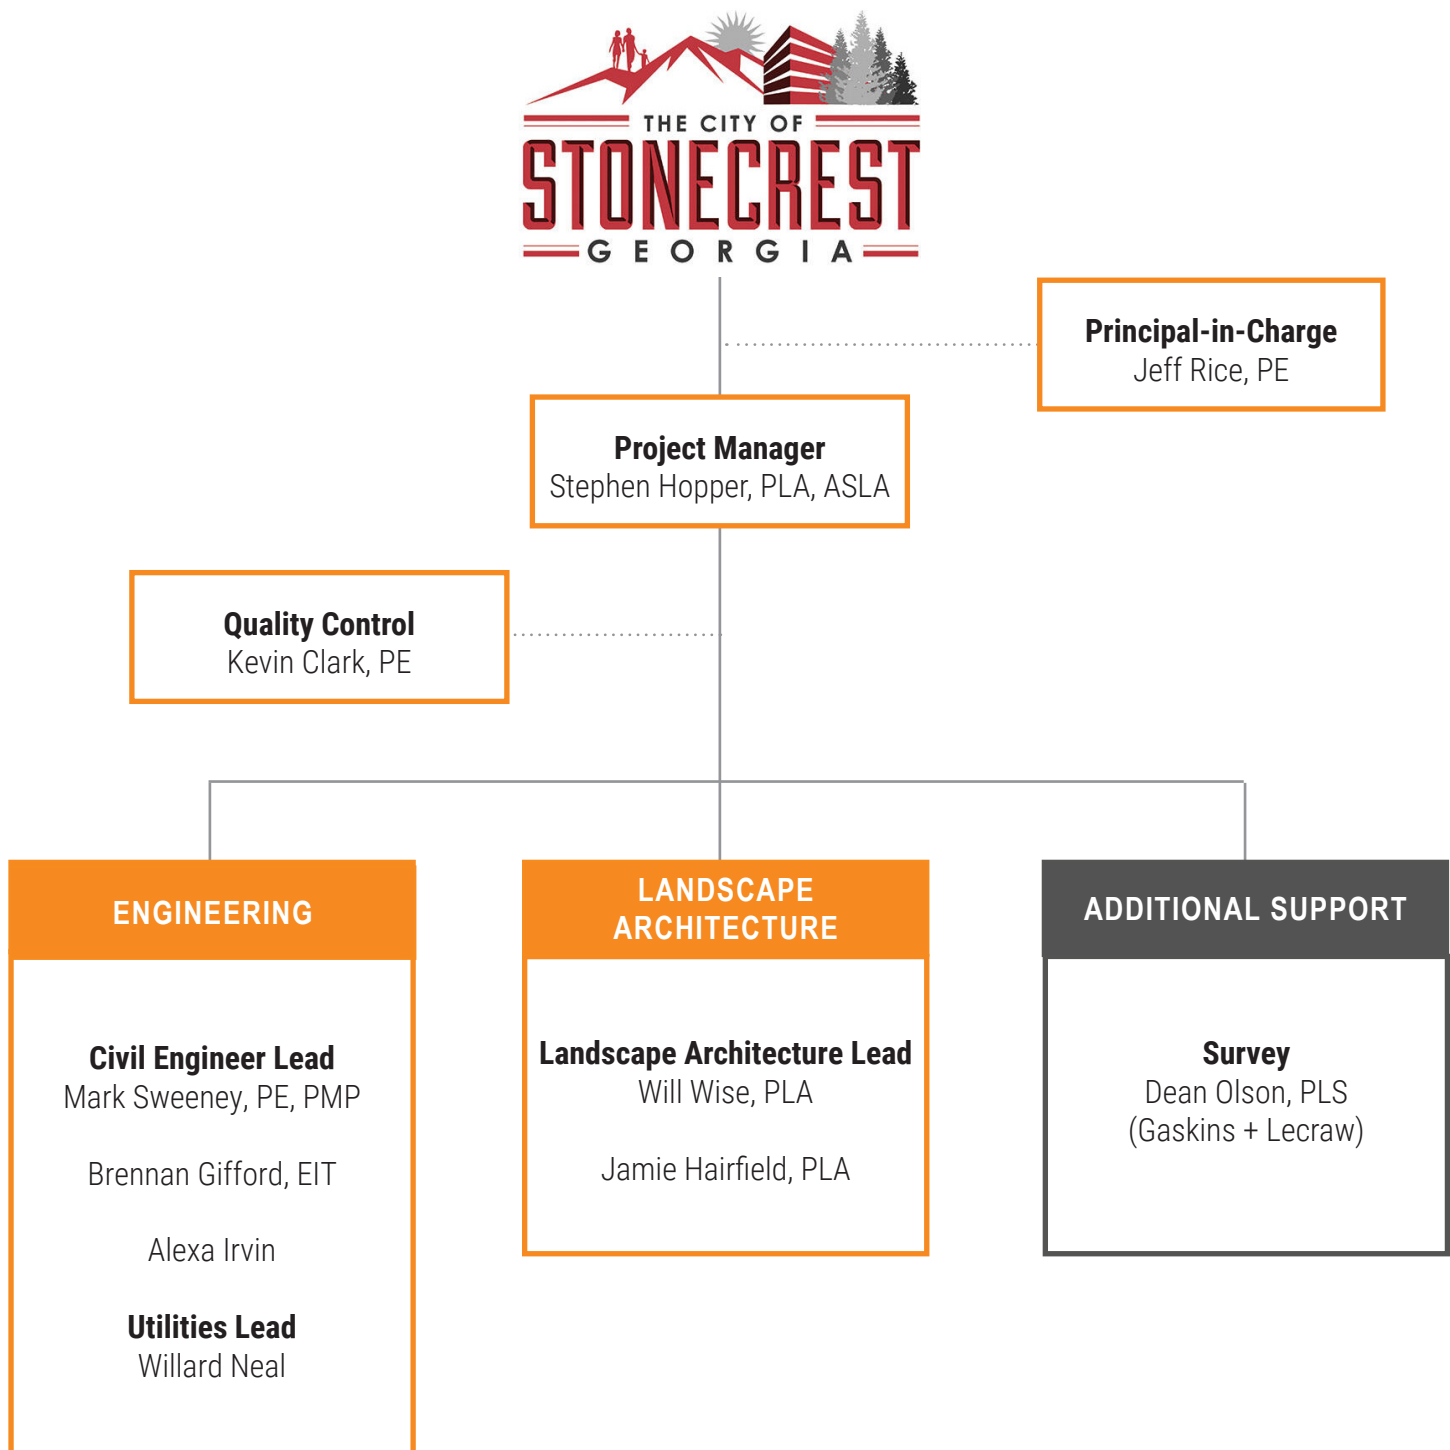 THE CITY OF
STONECREST
GEORGIA
Principal-in-Charge
Jeff Rice, PE
Project Manager
Stephen Hopper, PLA, ASLA
Quality Control
Kevin Clark, PE
ENGINEERING
Civil Engineer Lead
Mark Sweeney, PE, PMP
Brennan Gifford, EIT
Alexa Irvin
Utilities Lead
Willard Neal
LANDSCAPE
ARCHITECTURE
Landscape Architecture Lead
Will Wise, PLA
Jamie Hairfield, PLA
ADDITIONAL SUPPORT
Survey
Dean Olson, PLS
(Gaskins + Lecraw)